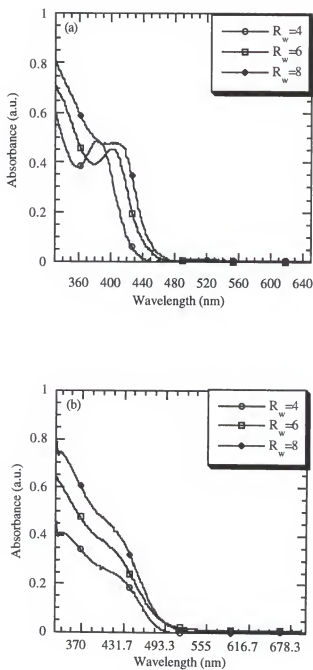 (a)
R_w=4
R_w=6
R_w=8
Absorbance (a.u.)
1
0.8
0.6
0.4
0.2
0
360 400 440 480 520 560 600 640
Wavelength (nm)
(b)
R_w=4
R_w=6
R_w=8
Absorbance (a.u.)
1
0.8
0.6
0.4
0.2
0
370 431.7 493.3 555 616.7 678.3
Wavelength (nm)